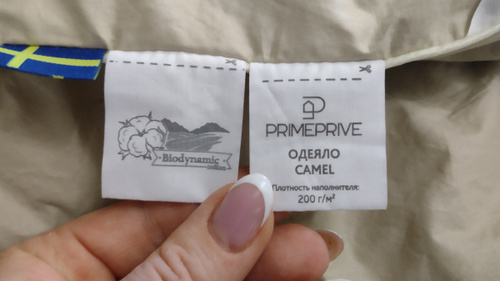 Biodynamic
PRIMEPRIVE
ОДЕЯЛО
CAMEL
Плотность наполнителя:
200 г/м²